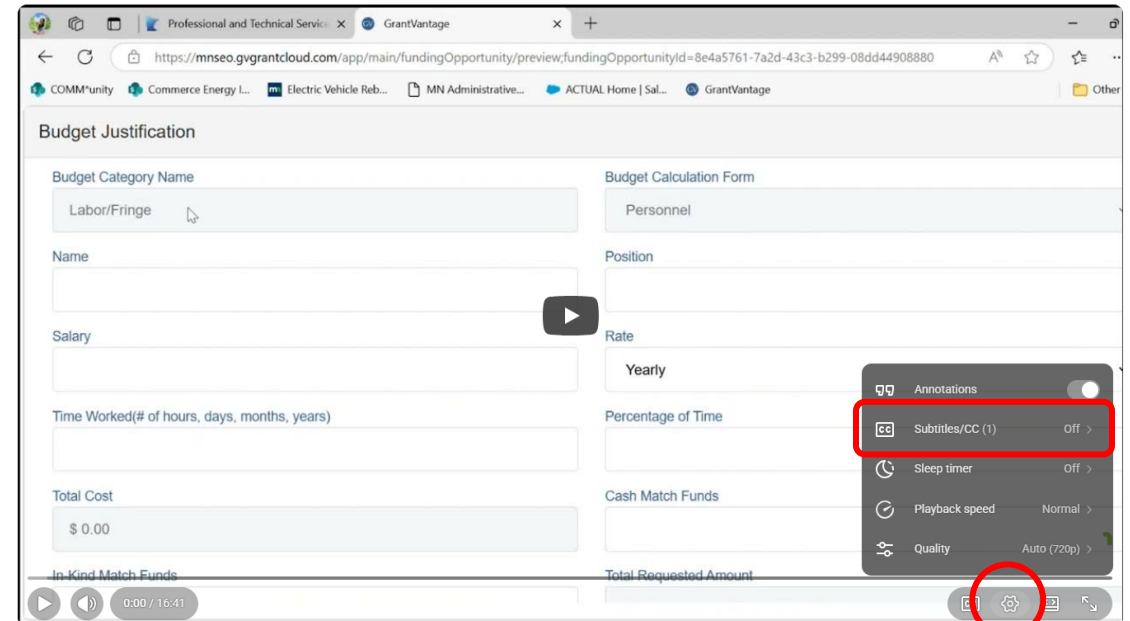 Professional and Technical Service
GrantVantage
https://mnseo.gvgrantcloud.com/app/main/fundingOpportunity/preview;fundingOpportunityId=8e4a5761-7a2d-43c3-b299-08dd44908880
COMM*unity
Commerce Energy I...
Electric Vehicle Reb...
MN Administrative...
ACTUAL Home | Sal...
GrantVantage
Other
Budget Justification
Budget Category Name
Budget Calculation Form
Labor/Fringe
Personnel
Name
Position
Salary
Rate
Yearly
Time Worked(# of hours, days, months, years)
Percentage of Time
Total Cost
Cash Match Funds
$ 0.00
In-Kind Match Funds
Total Requested Amount
Annotations
Subtitles/CC (1) Off
Sleep timer Off
Playback speed Normal
Quality Auto (720p)
0:00 / 16:41